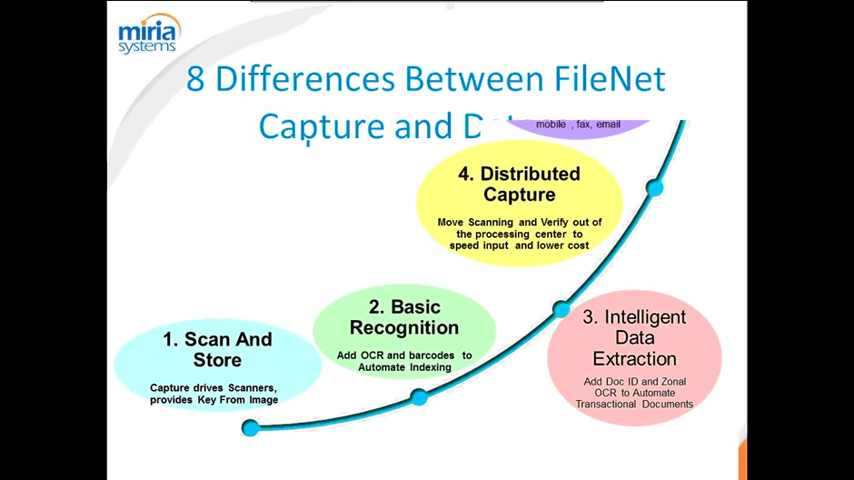 miria
systems
8 Differences Between FileNet
Capture and
mobile , fax, email
4. Distributed
Capture
Move Scanning and Verify out of
the processing center to
speed input and lower cost
2. Basic
Recognition
Add OCR and barcodes to
Automate Indexing
3. Intelligent
Data
Extraction
Add Doc ID and Zonal
OCR to Automate
Transactional Documents
1. Scan And
Store
Capture drives Scanners,
provides Key From Image